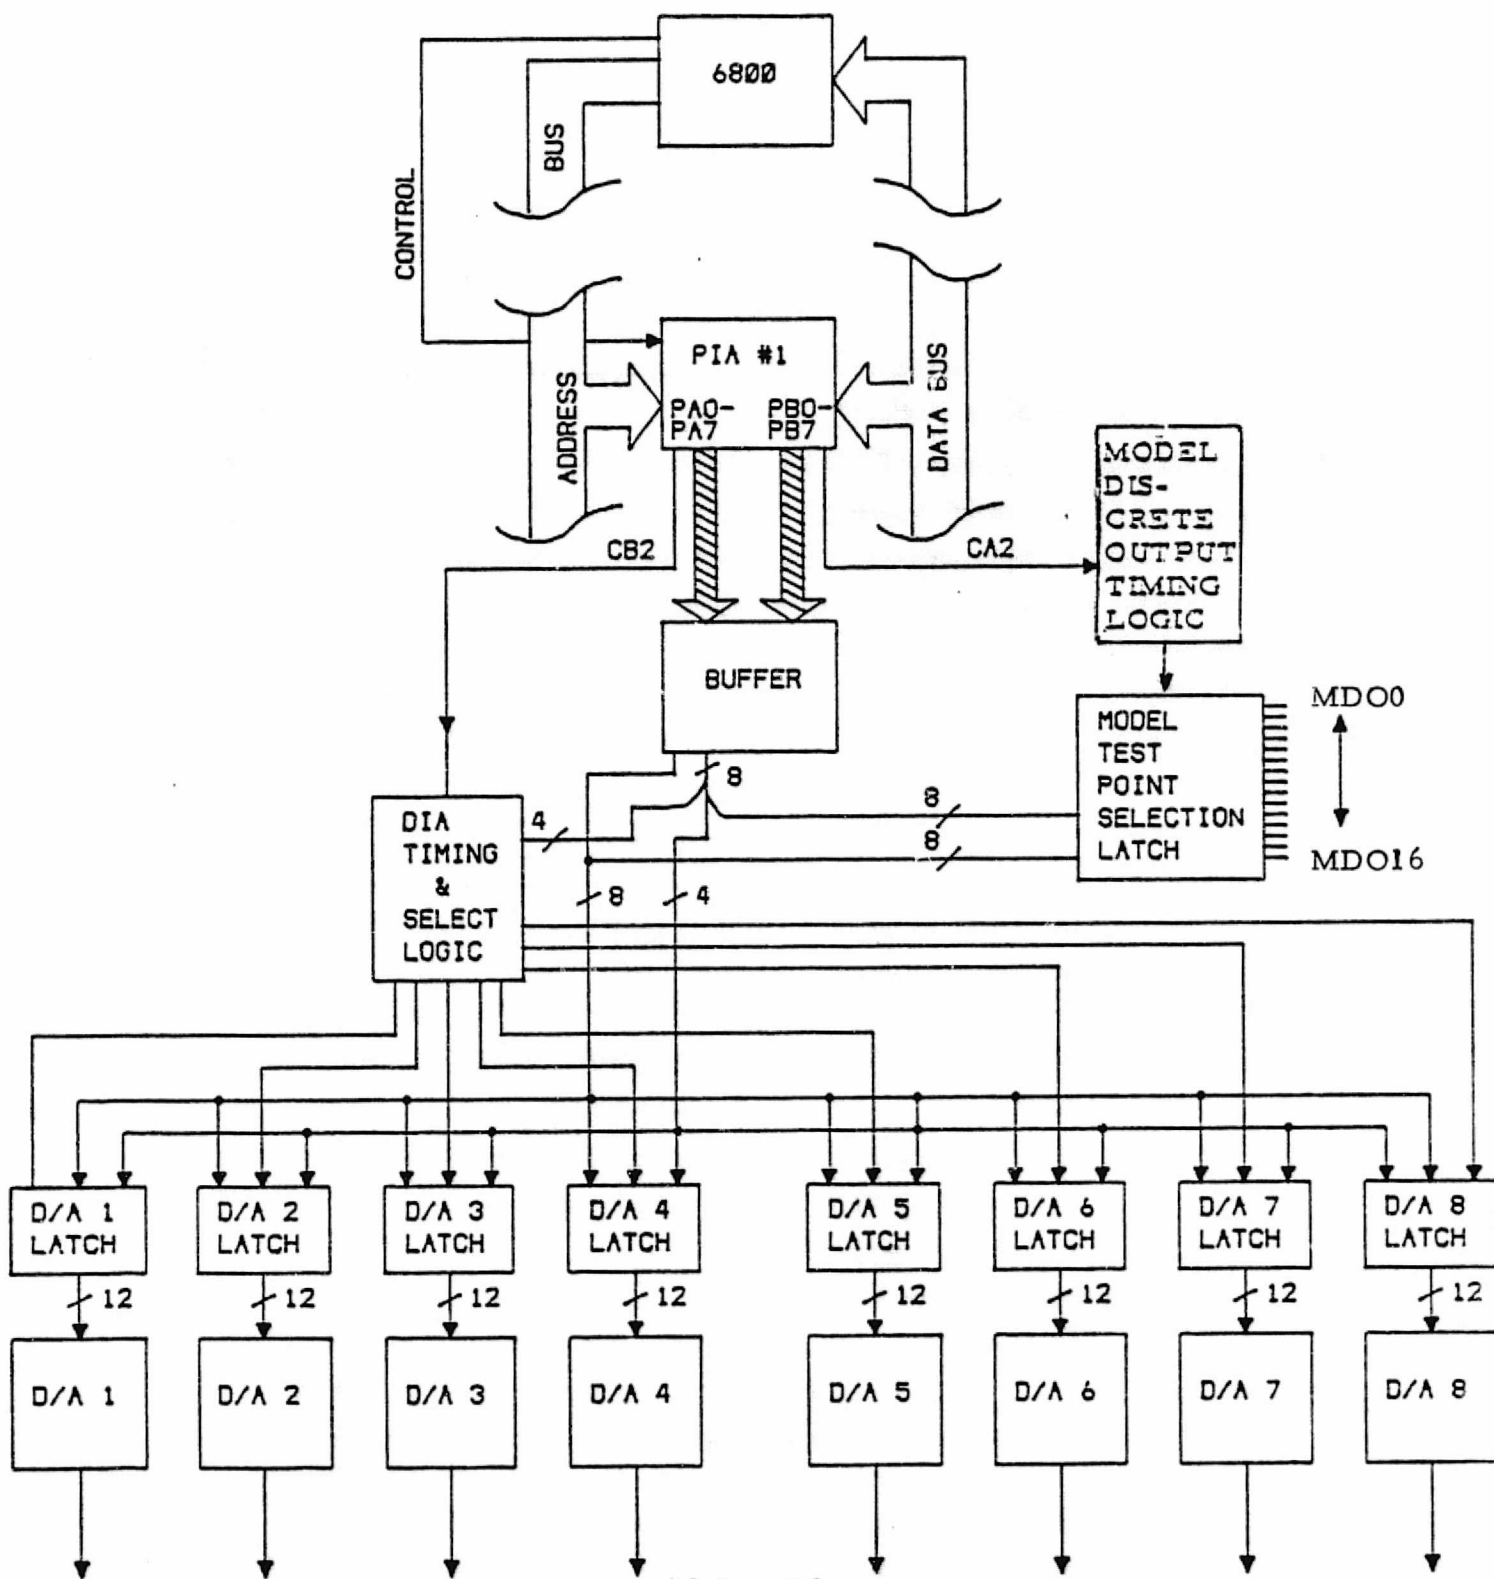 6800
BUS
CONTROL
PIA #1
PA0-
PA7
PB0-
PB7
ADDRESS
DATA BUS
MODEL
DIS-
CRETE
OUTPUT
TIMING
LOGIC
CB2
CA2
BUFFER
MODEL
TEST
POINT
SELECTION
LATCH
MDO0
MDO16
8
8
8
4
DIA
TIMING
&
SELECT
LOGIC
8
4
D/A 1
LATCH
D/A 2
LATCH
D/A 3
LATCH
D/A 4
LATCH
D/A 5
LATCH
D/A 6
LATCH
D/A 7
LATCH
D/A 8
LATCH
12
12
12
12
12
12
12
12
D/A 1
D/A 2
D/A 3
D/A 4
D/A 5
D/A 6
D/A 7
D/A 8